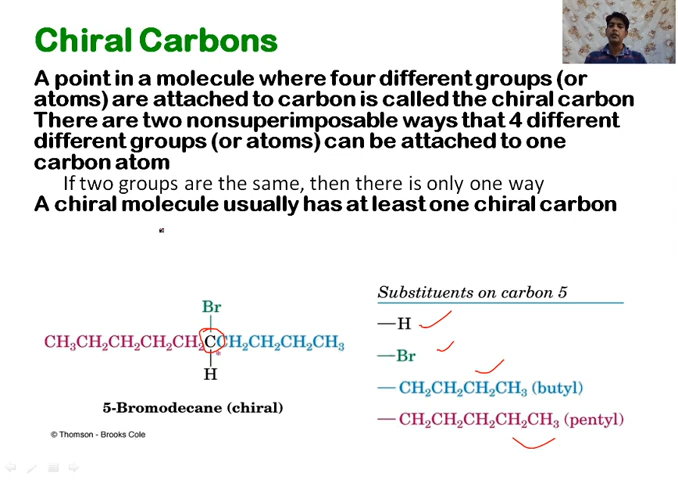 Chiral Carbons
A point in a molecule where four different groups (or
atoms) are attached to carbon is called the chiral carbon
There are two nonsuperimposable ways that 4 different
different groups (or atoms) can be attached to one
carbon atom
If two groups are the same, then there is only one way
A chiral molecule usually has at least one chiral carbon
Br
CH₃CH₂CH₂CH₂CH₂CCH₂CH₂CH₂CH₃
H
5-Bromodecane (chiral)
© Thomson - Brooks Cole
Substituents on carbon 5
—H
—Br
—CH₂CH₂CH₂CH₃ (butyl)
—CH₂CH₂CH₂CH₂CH₃ (pentyl)